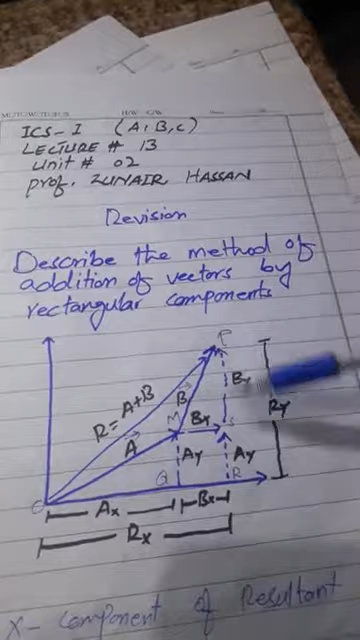 M/T/W/T/F/S H/W C/W
ICS-I (A, B, C)
LECTURE # 13
Unit # 02
prof. ZUNAIR HASSAN
Revision
Describe the method of
addition of vectors by
rectangular components
P
R = A+B
B
By
Ry
M
Bx
S
A
Ay
Ay
O
Q
R
Ax
Bx
Rx
X- Component of Resultant